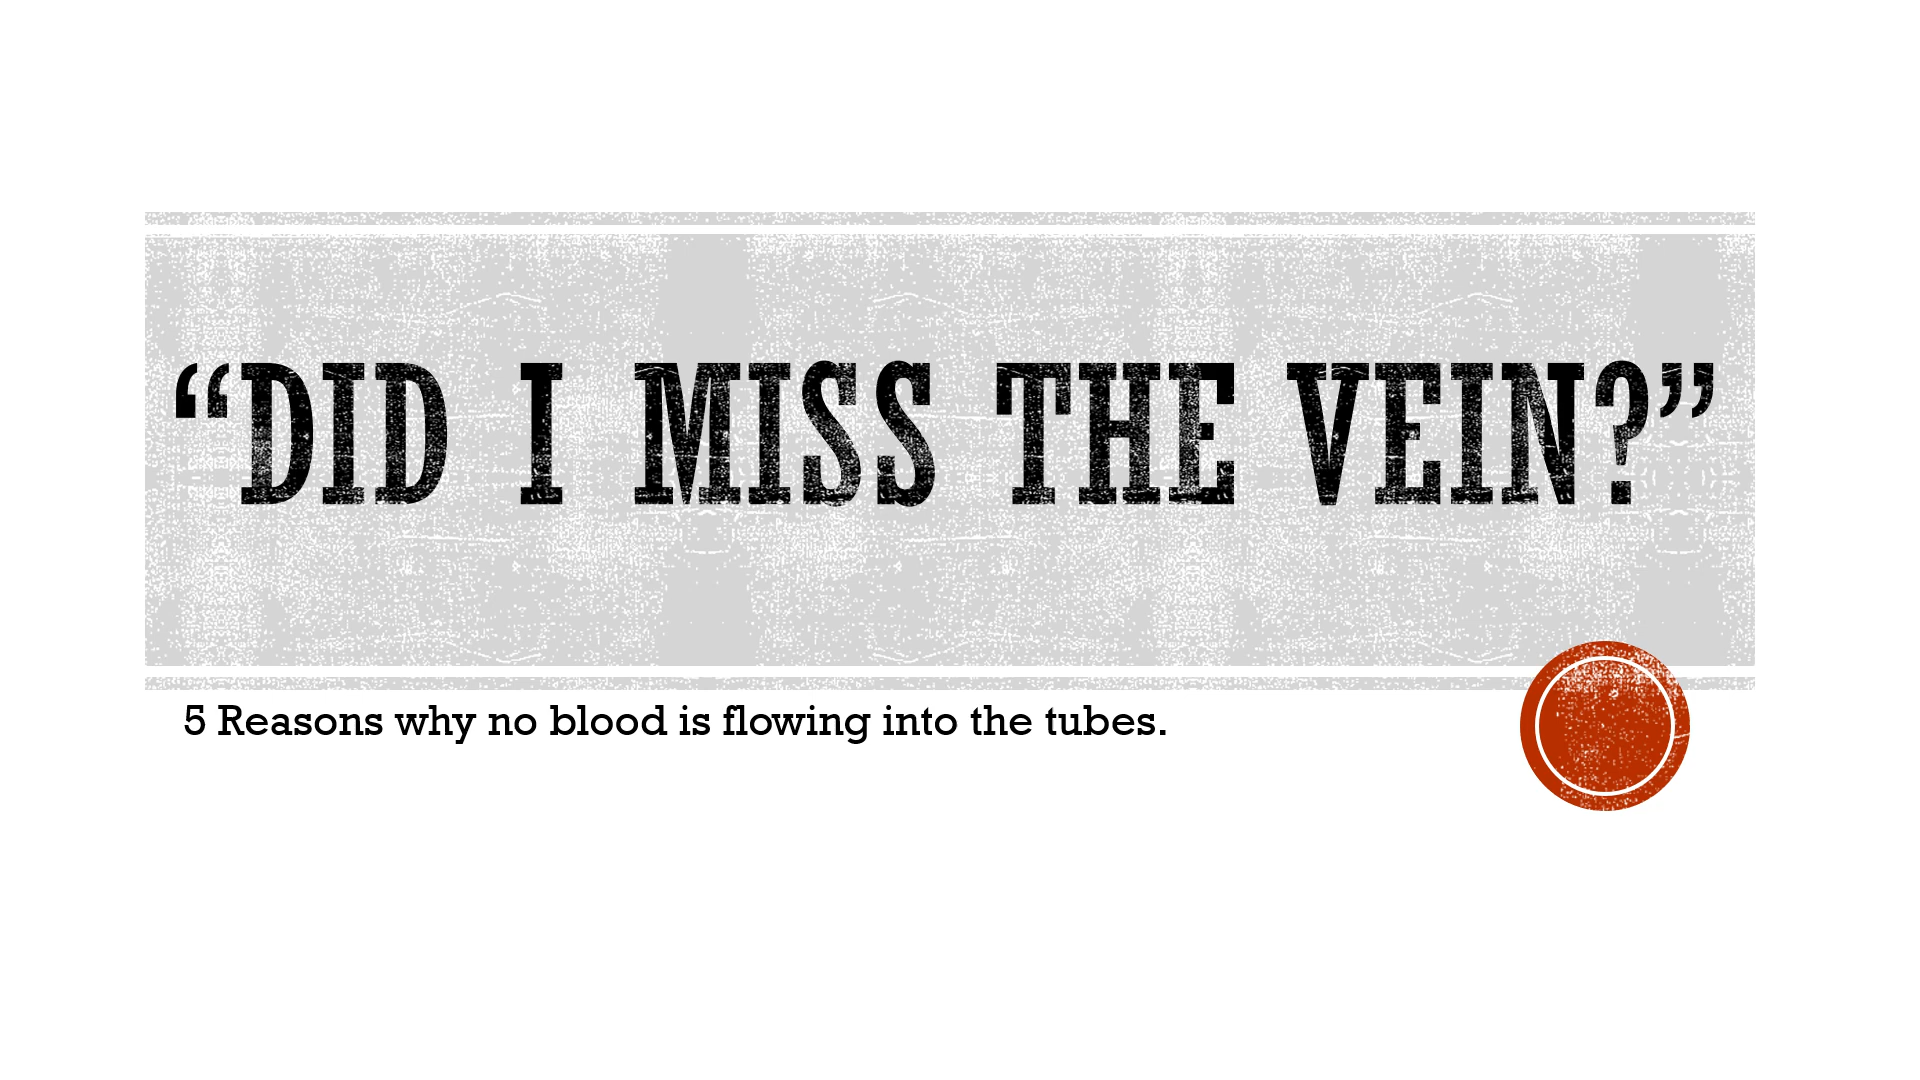 “DID I MISS THE VEIN?”
5 Reasons why no blood is flowing into the tubes.